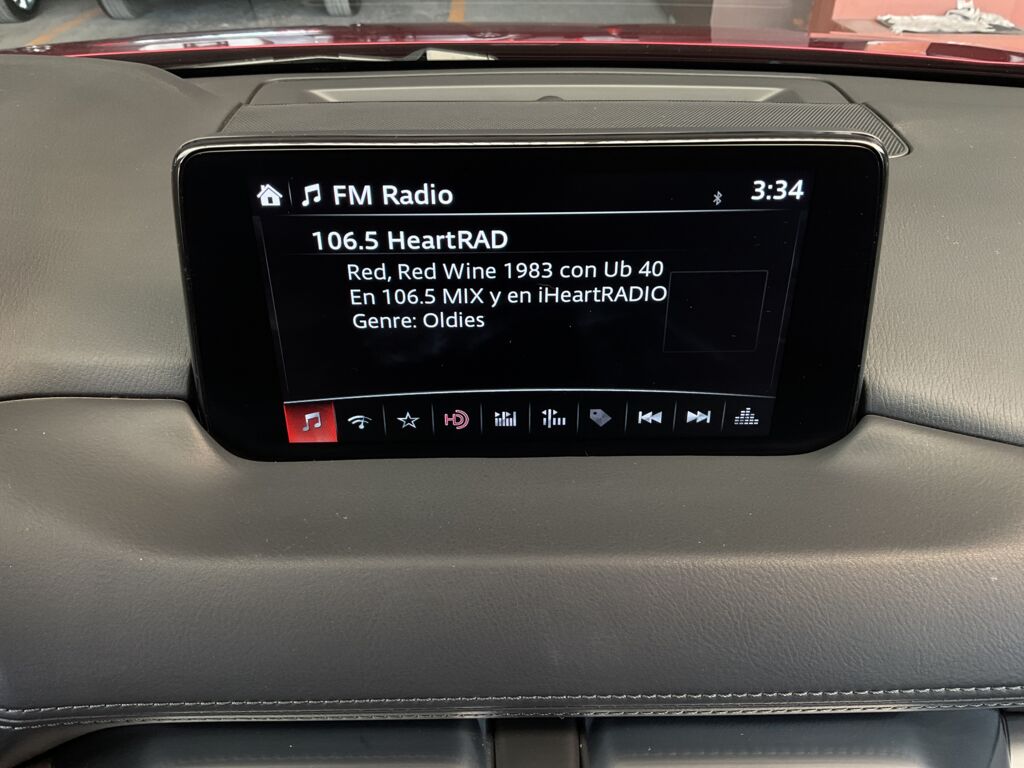 FM Radio
3:34
106.5 HeartRAD
Red, Red Wine 1983 con Ub 40
En 106.5 MIX y en iHeartRADIO
Genre: Oldies
HD